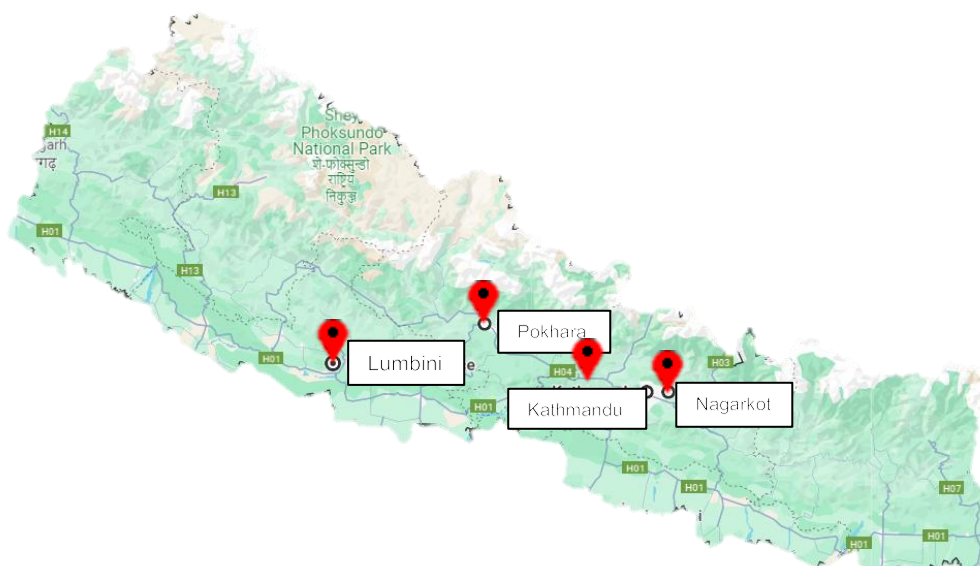 H14
garh
गढ़
Shey
Phoksundo
National Park
शे-फोक्सुन्डो
राष्ट्रिय
निकुञ्ज
H13
H01
H13
Pokhara
Lumbini
H01
H04
H03
Kathmandu
Nagarkot
H01
H01
H01
H07
H01
H01